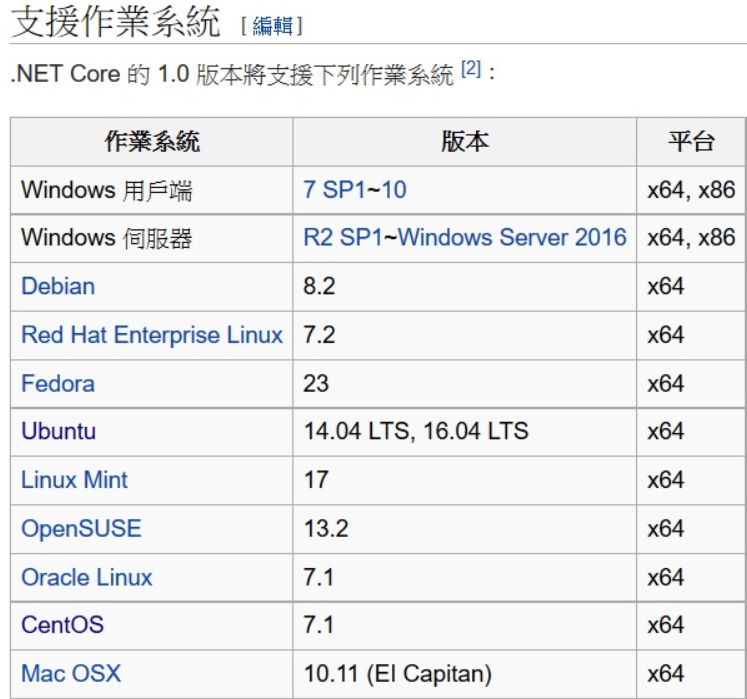 支援作業系統 [編輯]
.NET Core 的 1.0 版本將支援下列作業系統 [2] :
作業系統 版本 平台
Windows 用戶端 7 SP1~10 x64, x86
Windows 伺服器 R2 SP1~Windows Server 2016 x64, x86
Debian 8.2 x64
Red Hat Enterprise Linux 7.2 x64
Fedora 23 x64
Ubuntu 14.04 LTS, 16.04 LTS x64
Linux Mint 17 x64
OpenSUSE 13.2 x64
Oracle Linux 7.1 x64
CentOS 7.1 x64
Mac OSX 10.11 (El Capitan) x64